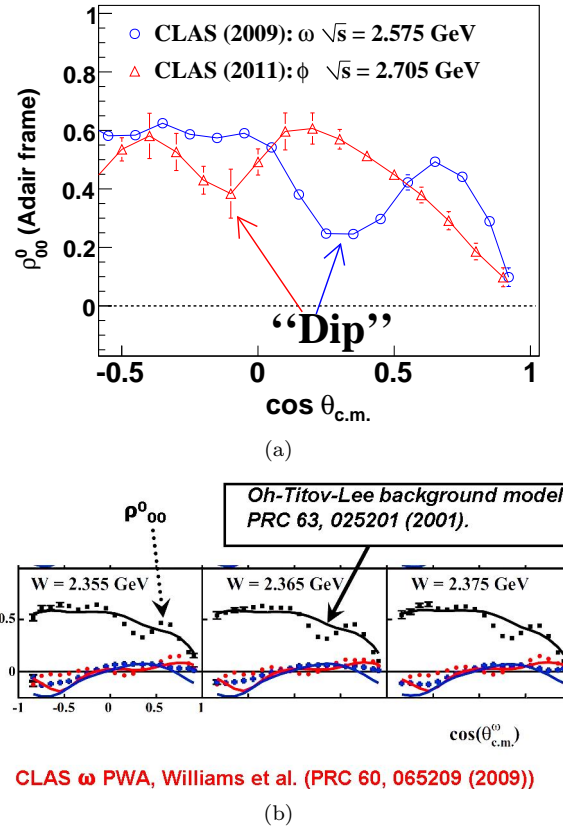 CLAS (2009): ω √s = 2.575 GeV
CLAS (2011): ϕ √s = 2.705 GeV
ρ⁰₀₀ (Adair frame)
1
0.8
0.6
0.4
0.2
0
“Dip”
-0.5 0 0.5 1
cos θc.m.
(a)
Oh-Titov-Lee background model
PRC 63, 025201 (2001).
ρ⁰₀₀
W = 2.355 GeV W = 2.365 GeV W = 2.375 GeV
0.5
0
-1 -0.5 0 0.5 1
cos(θωc.m.)
CLAS ω PWA, Williams et al. (PRC 60, 065209 (2009))
(b)